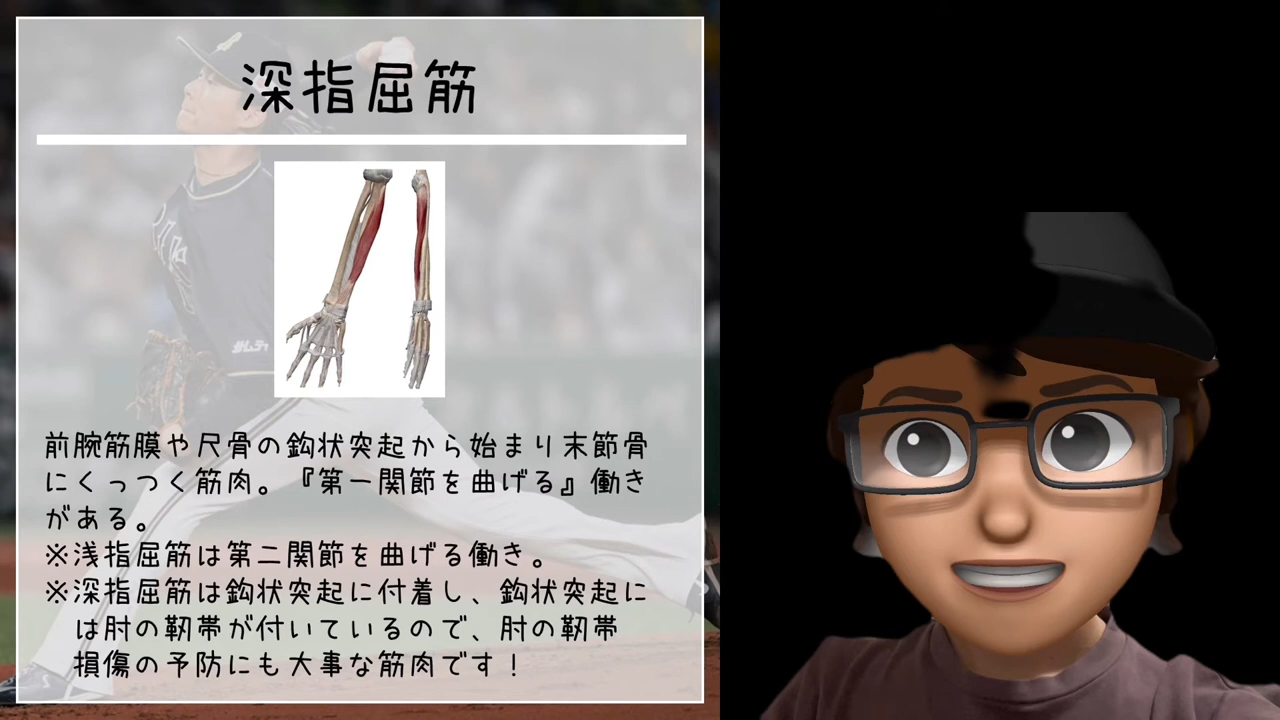 深指屈筋
前腕筋膜や尺骨の鈎状突起から始まり末節骨
にくっつく筋肉。『第一関節を曲げる』働き
がある。
※浅指屈筋は第二関節を曲げる働き。
※深指屈筋は鈎状突起に付着し、鈎状突起に
は肘の靭帯が付いているので、肘の靭帯
損傷の予防にも大事な筋肉です！